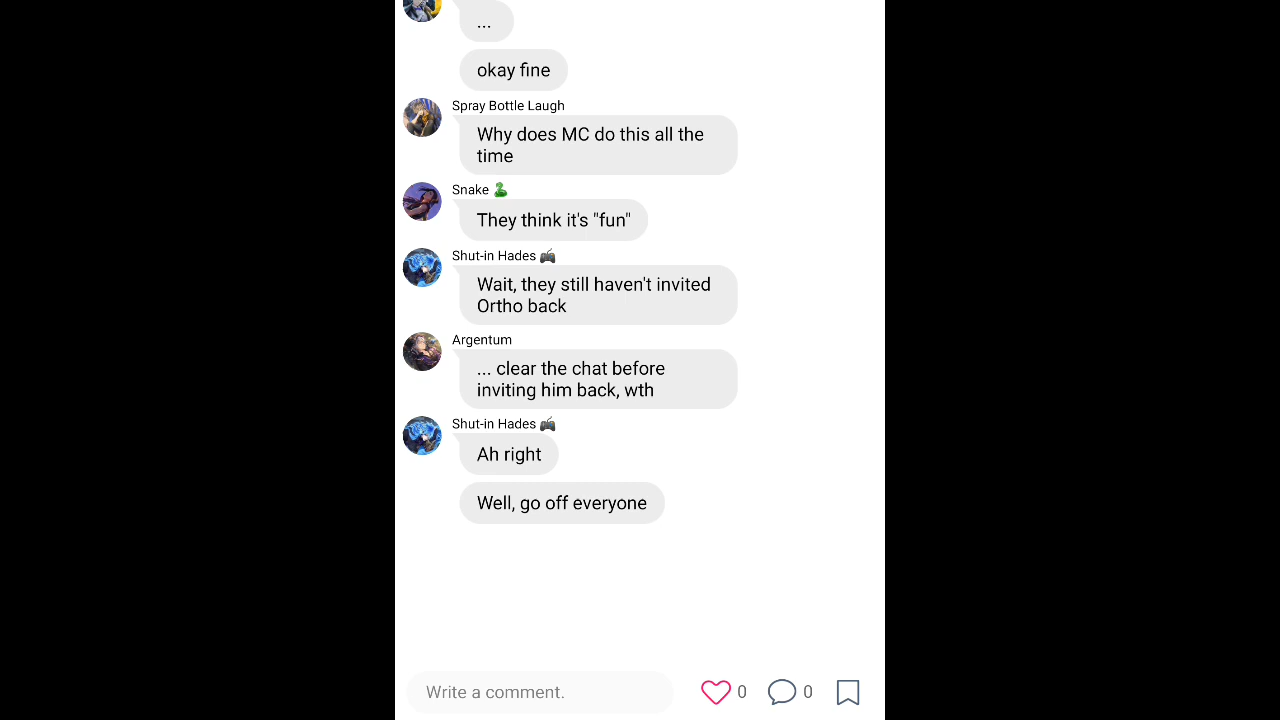 ...
okay fine
Spray Bottle Laugh
Why does MC do this all the
time
Snake 🐍
They think it's "fun"
Shut-in Hades 🎮
Wait, they still haven't invited
Ortho back
Argentum
... clear the chat before
inviting him back, wth
Shut-in Hades 🎮
Ah right
Well, go off everyone
Write a comment.
0
0